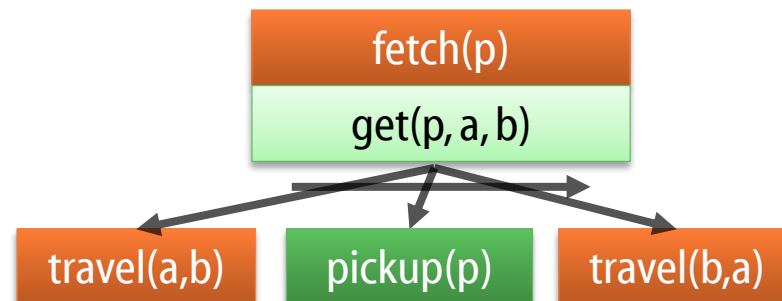 fetch(p)
get(p, a, b)
travel(a,b)
pickup(p)
travel(b,a)